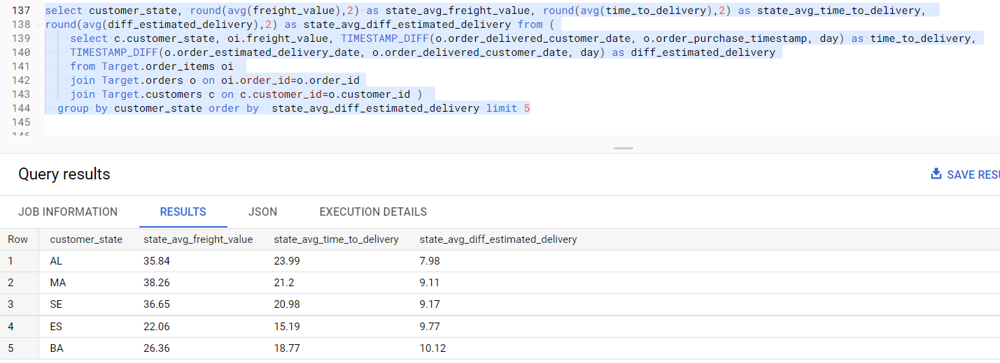 137 select customer_state, round(avg(freight_value),2) as state_avg_freight_value, round(avg(time_to_delivery),2) as state_avg_time_to_delivery,
138 round(avg(diff_estimated_delivery),2) as state_avg_diff_estimated_delivery from (
139 select c.customer_state, oi.freight_value, TIMESTAMP_DIFF(o.order_delivered_customer_date, o.order_purchase_timestamp, day) as time_to_delivery,
140 TIMESTAMP_DIFF(o.order_estimated_delivery_date, o.order_delivered_customer_date, day) as diff_estimated_delivery
141 from Target.order_items oi
142 join Target.orders o on oi.order_id=o.order_id
143 join Target.customers c on c.customer_id=o.customer_id )
144 group by customer_state order by  state_avg_diff_estimated_delivery limit 5
145
Query results
SAVE RESU
JOB INFORMATION RESULTS JSON EXECUTION DETAILS
Row customer_state state_avg_freight_value state_avg_time_to_delivery state_avg_diff_estimated_delivery
1 AL 35.84 23.99 7.98
2 MA 38.26 21.2 9.11
3 SE 36.65 20.98 9.17
4 ES 22.06 15.19 9.77
5 BA 26.36 18.77 10.12